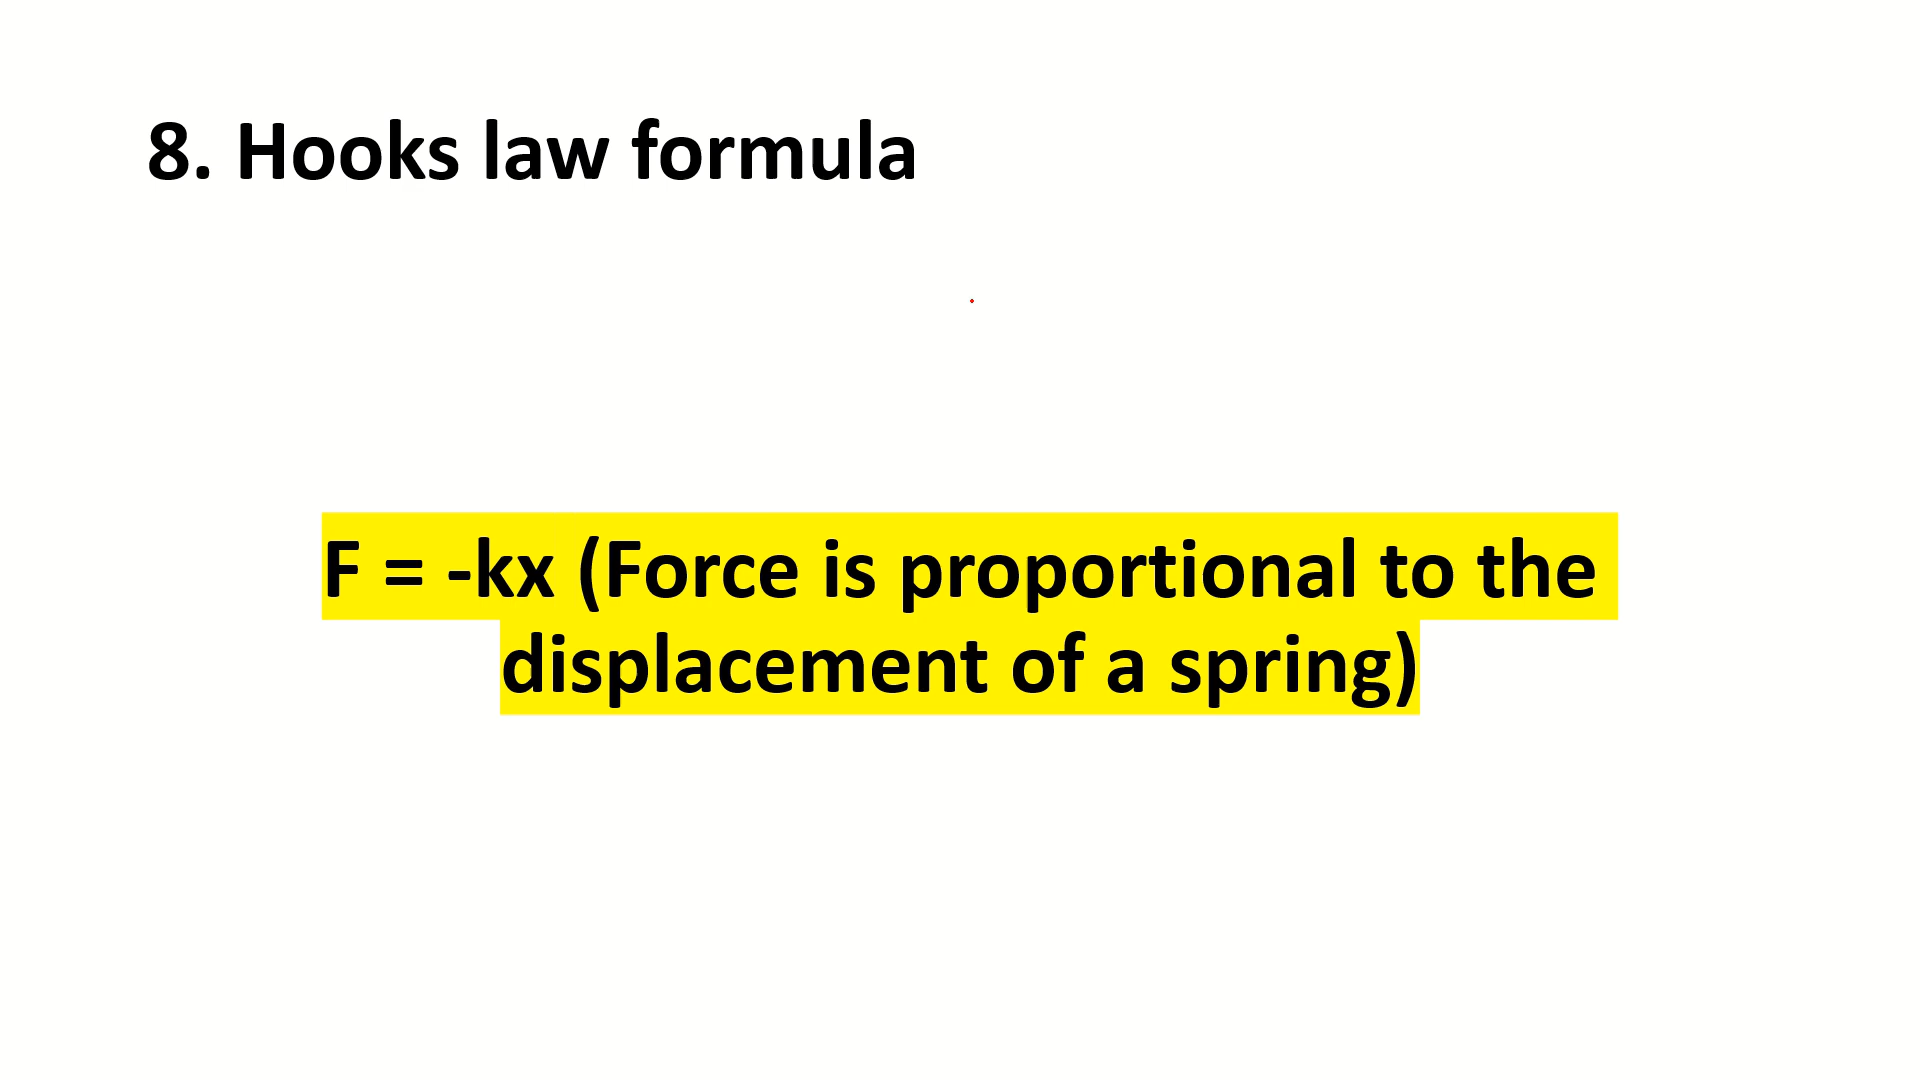 8. Hooks law formula
F = -kx (Force is proportional to the
displacement of a spring)